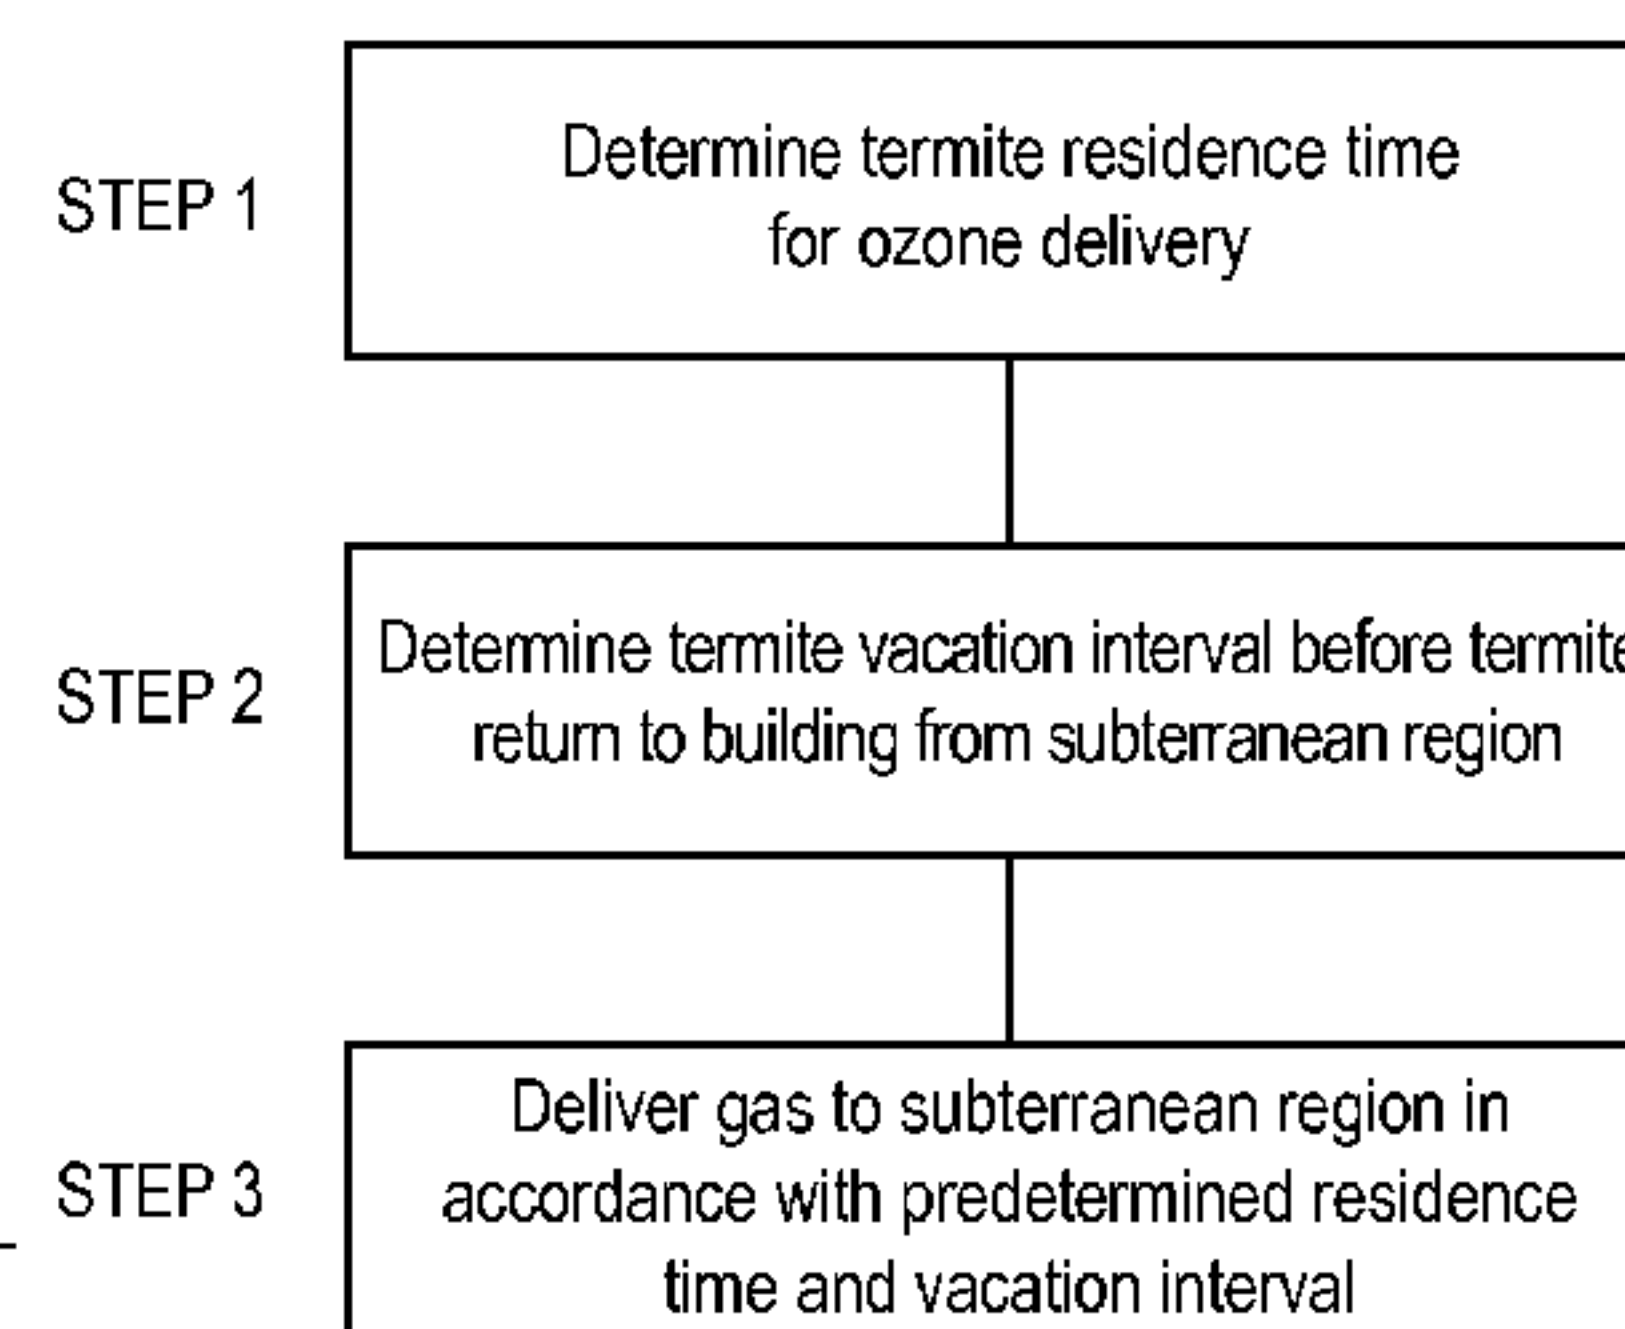 STEP 1
Determine termite residence time
for ozone delivery
STEP 2
Determine termite vacation interval before termite
return to building from subterranean region
STEP 3
Deliver gas to subterranean region in
accordance with predetermined residence
time and vacation interval